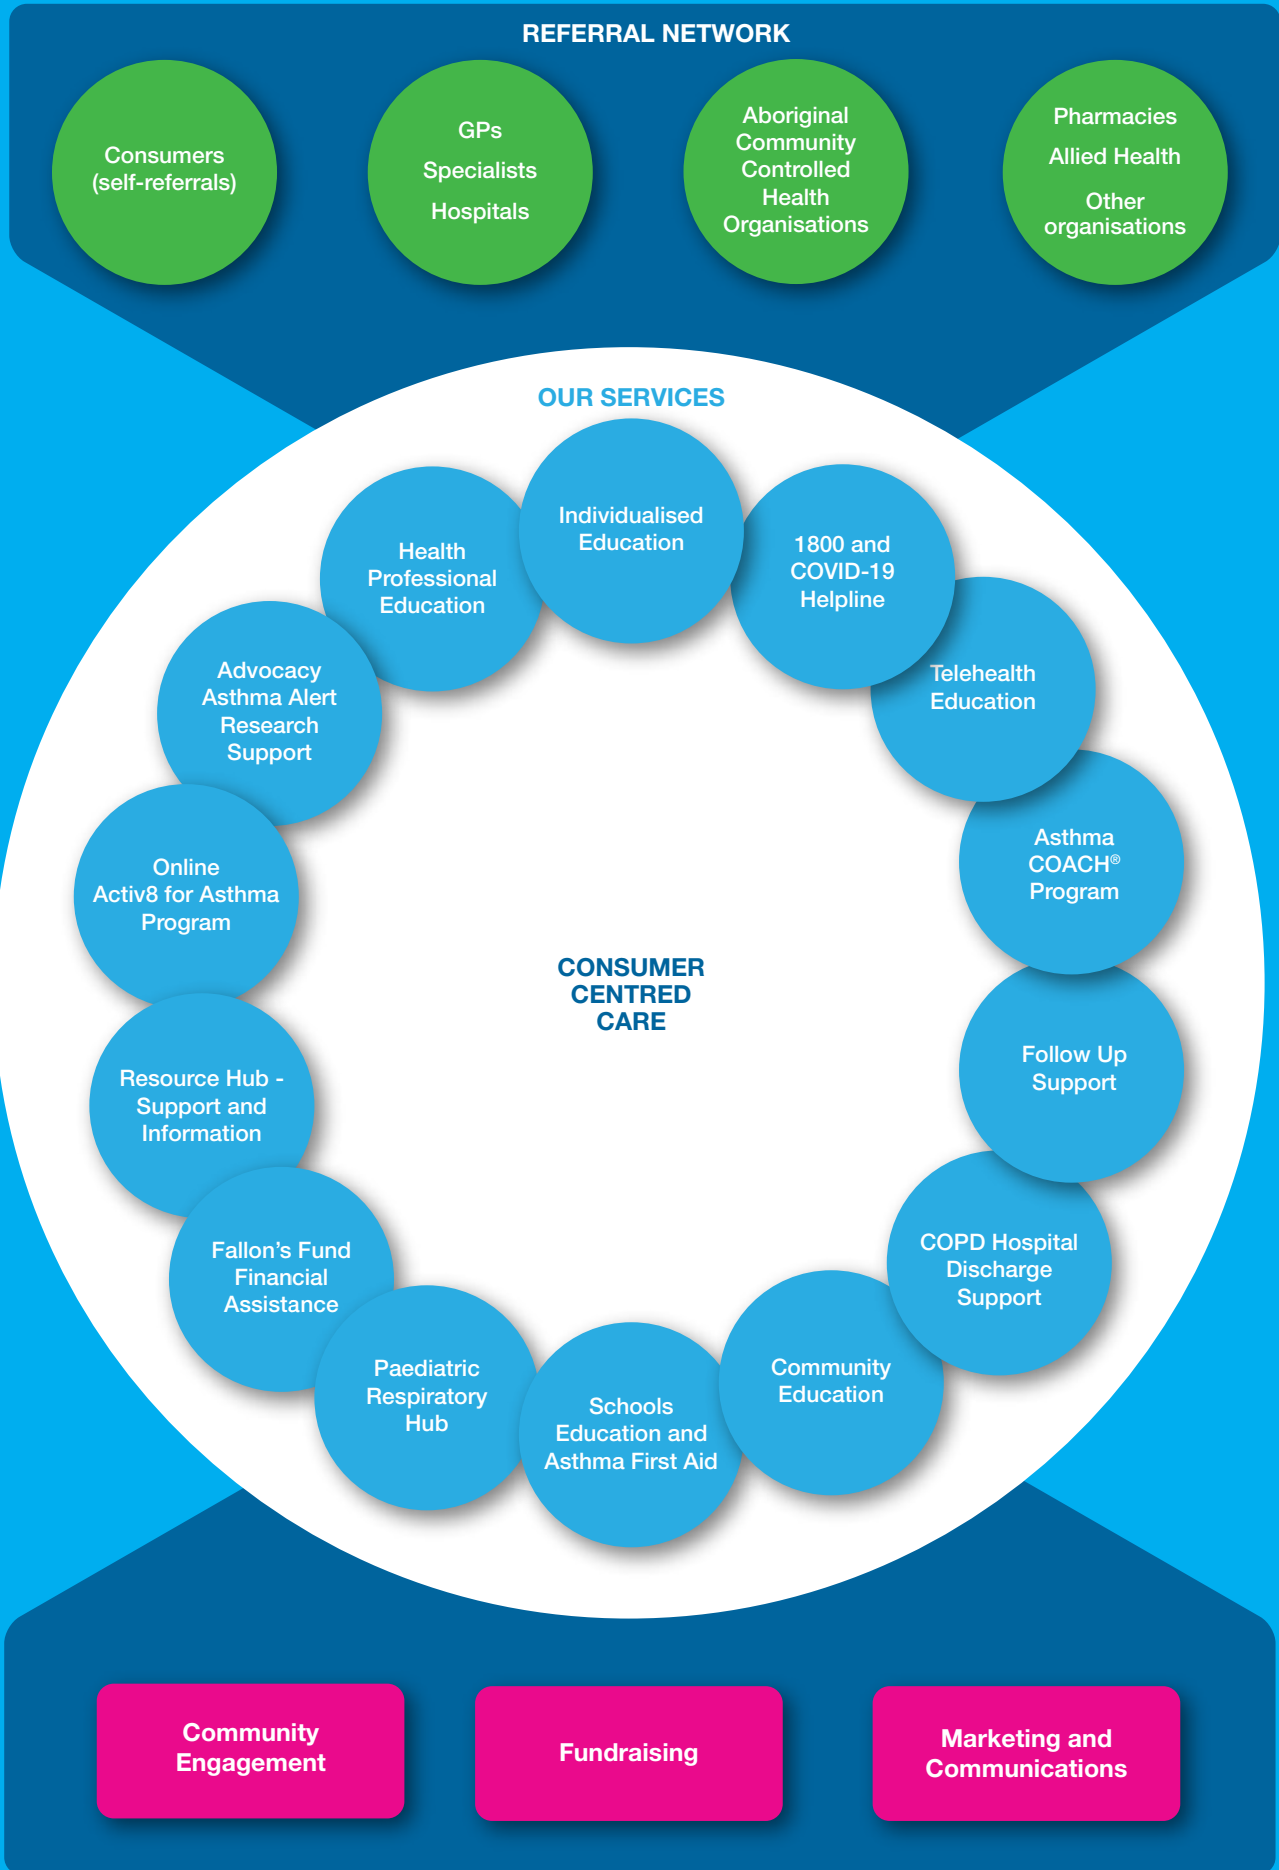 REFERRAL NETWORK
Consumers
(self-referrals)
GPs
Specialists
Hospitals
Aboriginal
Community
Controlled
Health
Organisations
Pharmacies
Allied Health
Other
organisations
OUR SERVICES
Individualised
Education
1800 and
COVID-19
Helpline
Telehealth
Education
Asthma
COACH®
Program
Follow Up
Support
COPD Hospital
Discharge
Support
Community
Education
Schools
Education and
Asthma First Aid
Paediatric
Respiratory
Hub
Fallon’s Fund
Financial
Assistance
Resource Hub -
Support and
Information
Online
Activ8 for Asthma
Program
Advocacy
Asthma Alert
Research
Support
Health
Professional
Education
CONSUMER
CENTRED
CARE
Community
Engagement
Fundraising
Marketing and
Communications